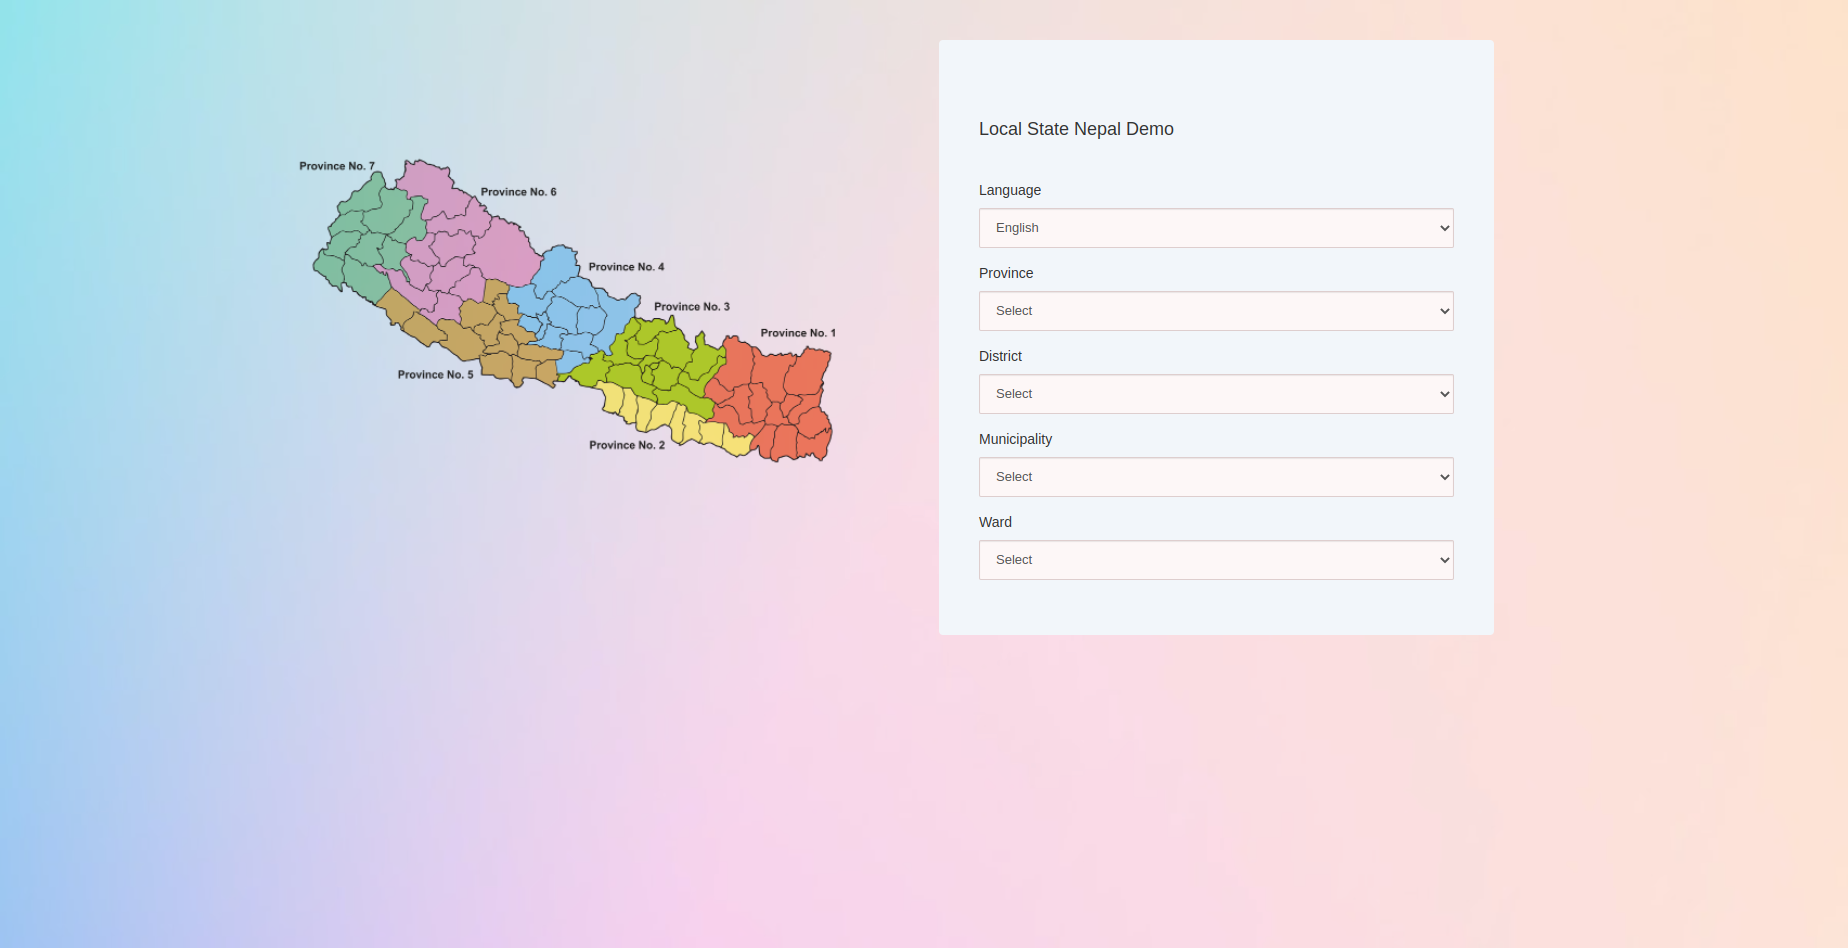 Province No. 7
Province No. 6
Province No. 4
Province No. 3
Province No. 1
Province No. 5
Province No. 2
Local State Nepal Demo
Language
English
Province
Select
District
Select
Municipality
Select
Ward
Select